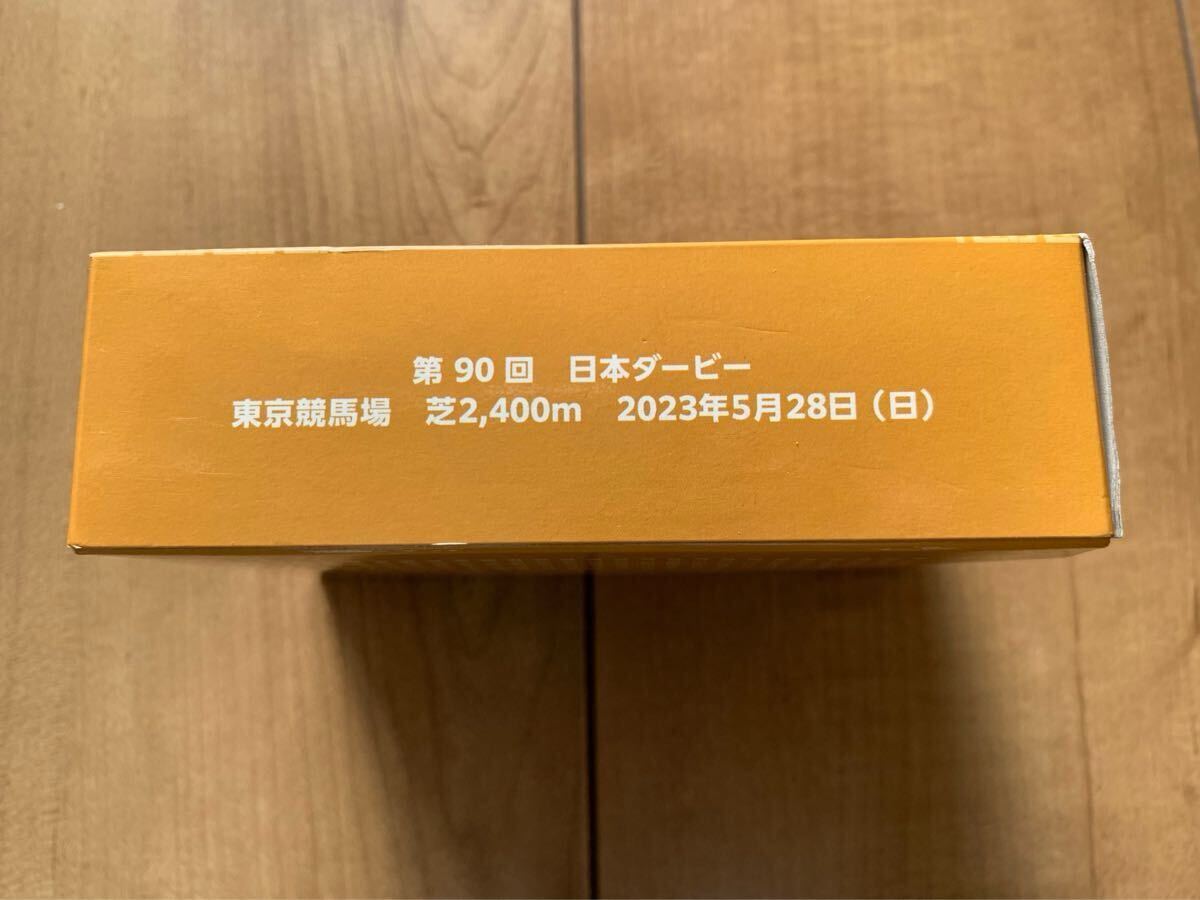 第 90 回　日本ダービー
東京競馬場　芝2,400m　2023年5月28日（日）